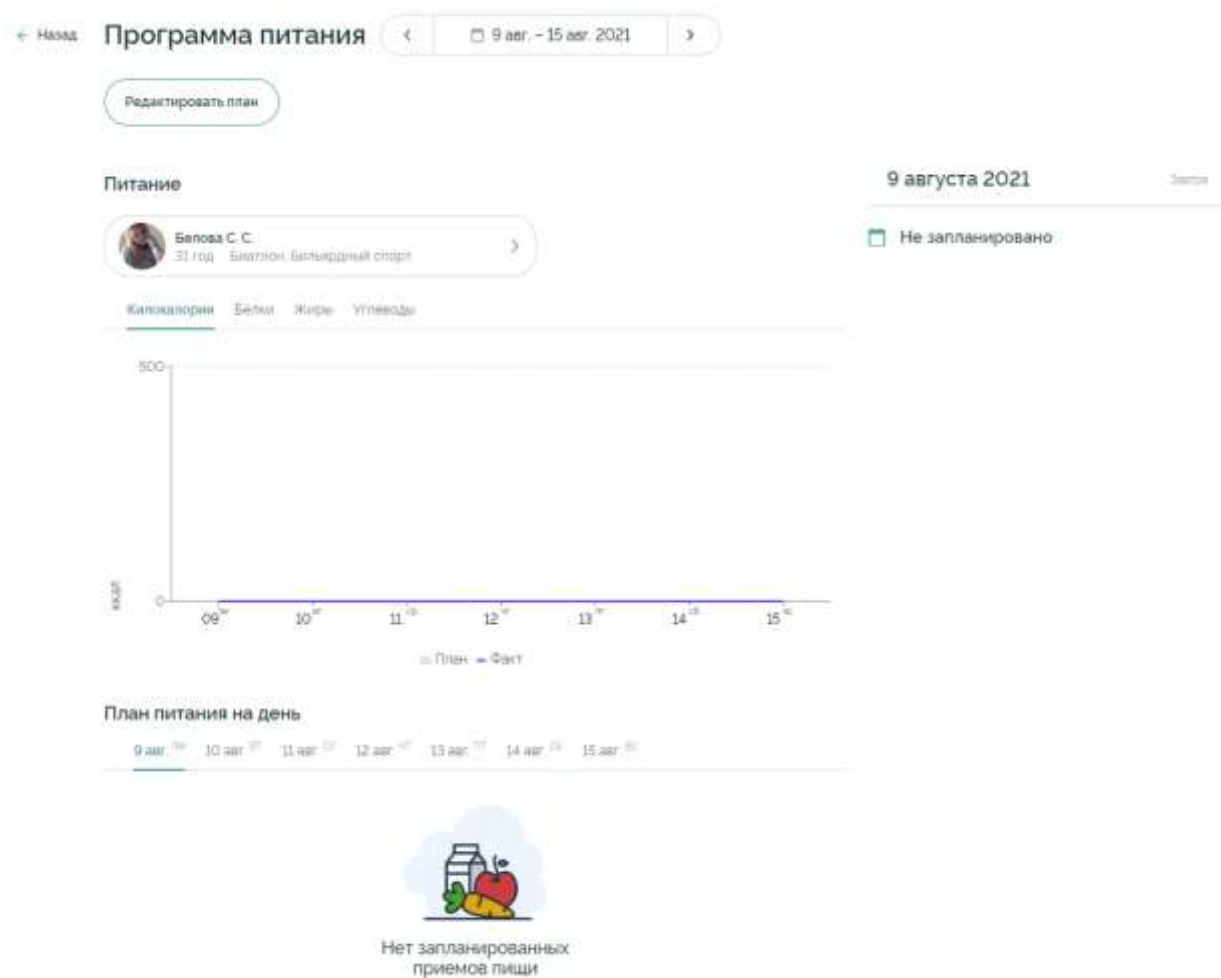 ← Назад
Программа питания
< 9 авг. – 15 авг. 2021 >
Редактировать план
Питание
Белова С. С.
31 год Биатлон, Бильярдный спорт
Килокалории Белки Жиры Углеводы
500
ккал
0
09 10 11 12 13 14 15
План Факт
План питания на день
9 авг. 10 авг. 11 авг. 12 авг. 13 авг. 14 авг. 15 авг.
Нет запланированных
приемов пищи
9 августа 2021
Не запланировано